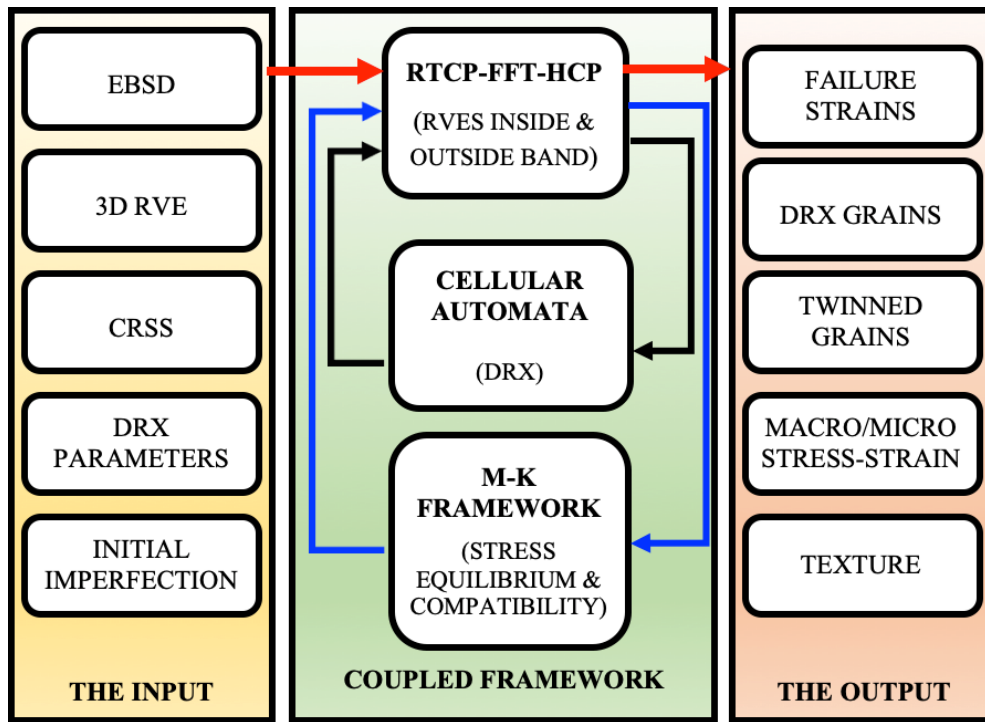 EBSD
3D RVE
CRSS
DRX
PARAMETERS
INITIAL
IMPERFECTION
THE INPUT
RTCP-FFT-HCP
(RVES INSIDE &
OUTSIDE BAND)
CELLULAR
AUTOMATA
(DRX)
M-K
FRAMEWORK
(STRESS
EQUILIBRIUM &
COMPATIBILITY)
COUPLED FRAMEWORK
FAILURE
STRAINS
DRX GRAINS
TWINNED
GRAINS
MACRO/MICRO
STRESS-STRAIN
TEXTURE
THE OUTPUT